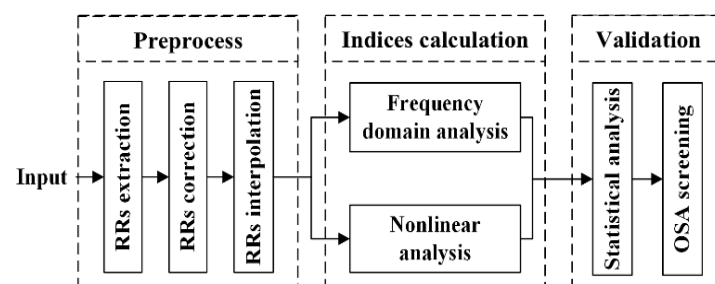 Preprocess
Indices calculation
Validation
Input
RRs extraction
RRs correction
RRs interpolation
Frequency
domain analysis
Nonlinear
analysis
Statistical analysis
OSA screening